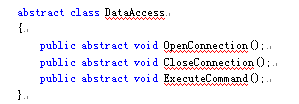 abstract class DataAccess
{
    public abstract void OpenConnection();
    public abstract void CloseConnection();
    public abstract void ExecuteCommand();
}